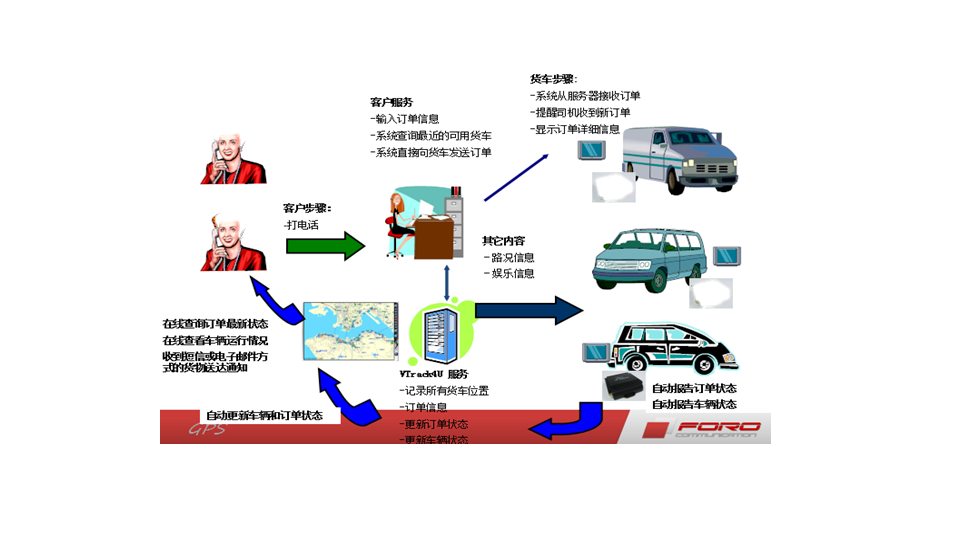 货车步骤:
-系统从服务器接收订单
-提醒司机收到新订单
-显示订单详细信息
客户服务
-输入订单信息
-系统查询最近的可用货车
-系统直接向货车发送订单
客户步骤:
-打电话
其它内容
-路况信息
-娱乐信息
在线查询订单最新状态
在线查看车辆运行情况
收到短信或电子邮件方
式的货物送达通知
VTrack4U 服务
-记录所有货车位置
-订单信息
-更新订单状态
-更新车辆状态
自动报告订单状态
自动报告车辆状态
自动更新车辆和订单状态
GPS
FORO
COMMUNICATION